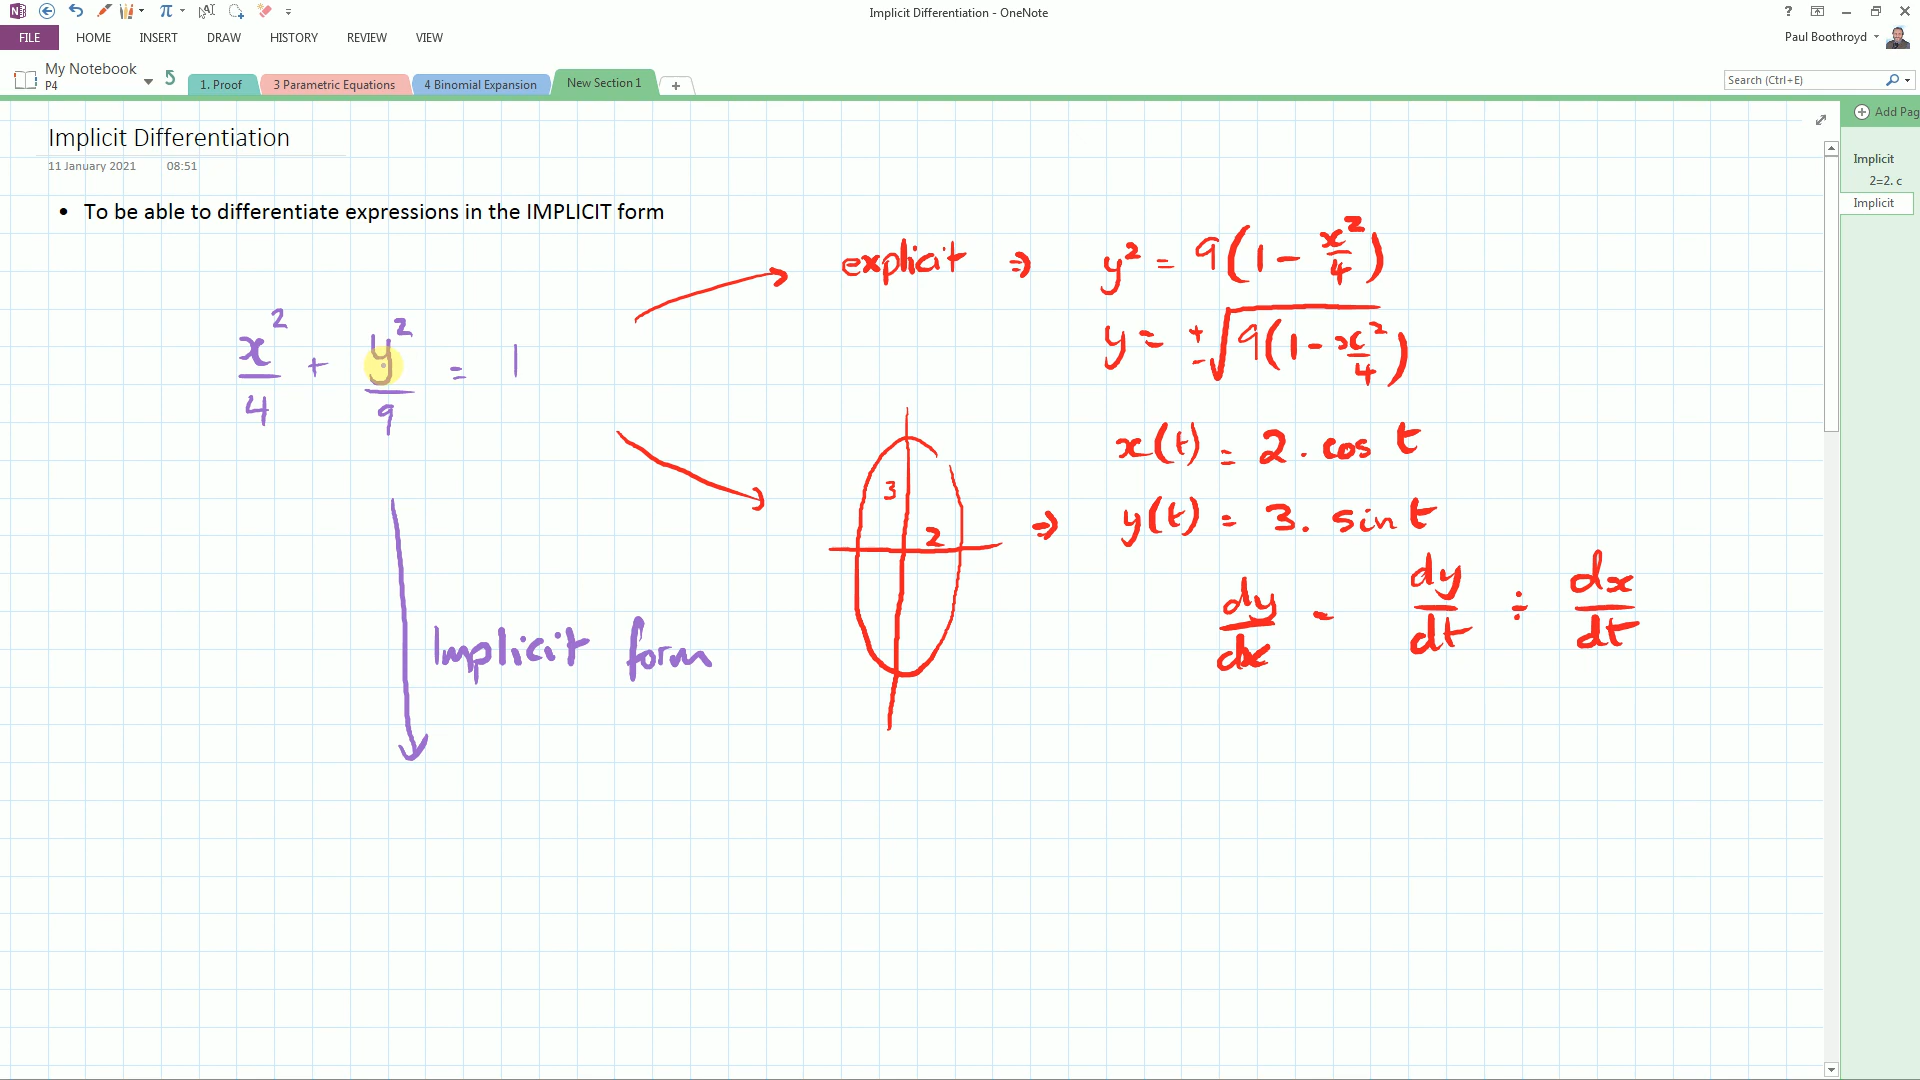 Implicit Differentiation - OneNote
?
FILE HOME INSERT DRAW HISTORY REVIEW VIEW
Paul Boothroyd
My Notebook
P4
1. Proof 3 Parametric Equations 4 Binomial Expansion New Section 1
Search (Ctrl+E)
Add Pag
Implicit
2=2. c
Implicit
Implicit Differentiation
11 January 2021 08:51
• To be able to differentiate expressions in the IMPLICIT form
x²/4 + y²/9 = 1
explicit ⇒ y² = 9(1 - x²/4)
y = ±√9(1 - x²/4)
3
2
⇒
x(t) = 2 . cos t
y(t) = 3 . sin t
dy/dx = dy/dt ÷ dx/dt
Implicit form